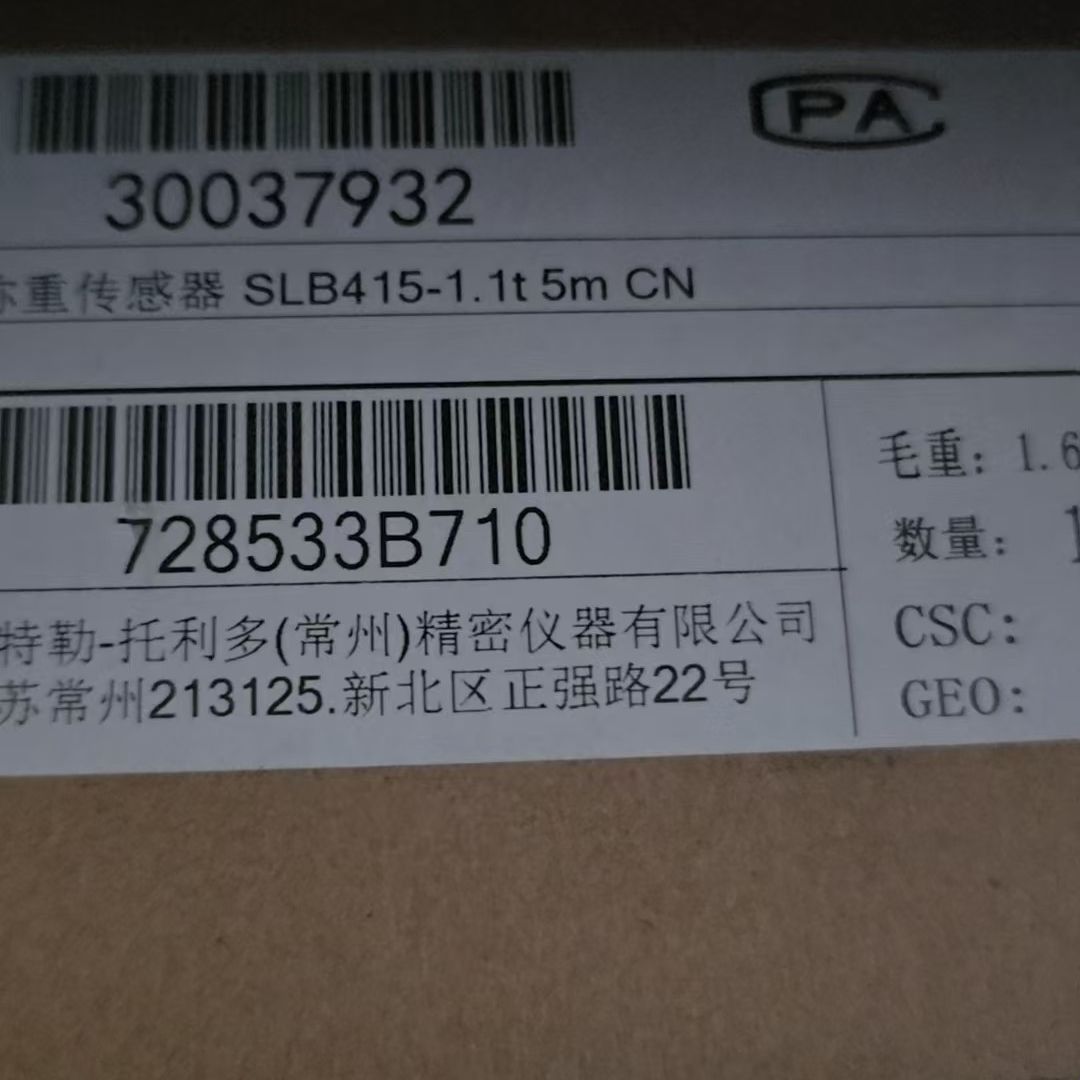 CPA
30037932
称重传感器 SLB415-1.1t 5m CN
728533B710
毛重: 1.6
数量: 1
特勒-托利多(常州)精密仪器有限公司
苏常州213125.新北区正强路22号
CSC:
GEO: